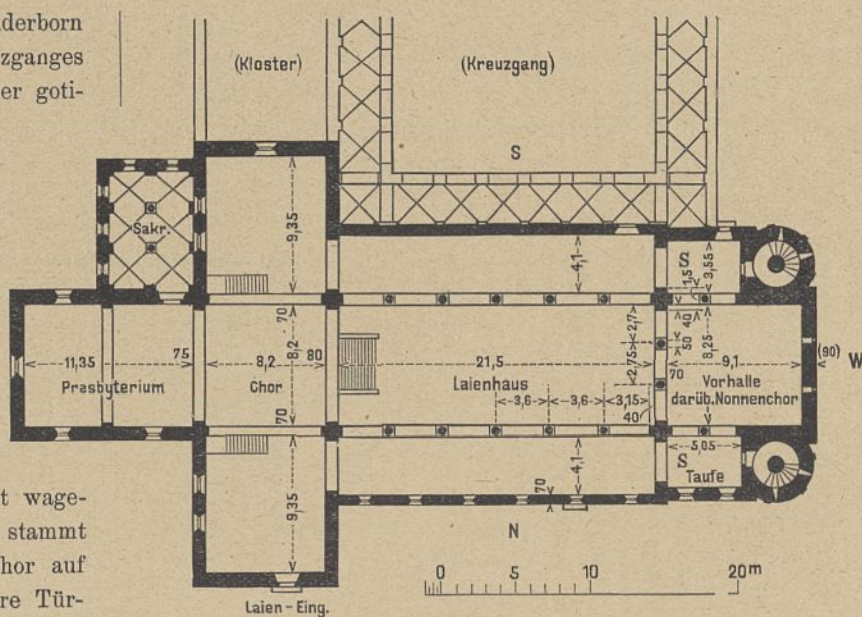 derborn
zganges
er goti-
(Kloster)
(Kreuzgang)
S
Sakr.
9,35
4,1
S
1,5
3,55
70
8,2
70
40
50
8,25
2,7
2,75
11,35
75
8,2
80
21,5
70
9,1
(90)
W
Presbyterium
Chor
Laienhaus
Vorhalle
darüb. Nonnenchor
3,6
3,6
3,15
40
5,05
S
Taufe
9,35
4,1
70
N
t wage-
stammt
hor auf
re Tür-
Laien-Eing.
0 5 10 20m